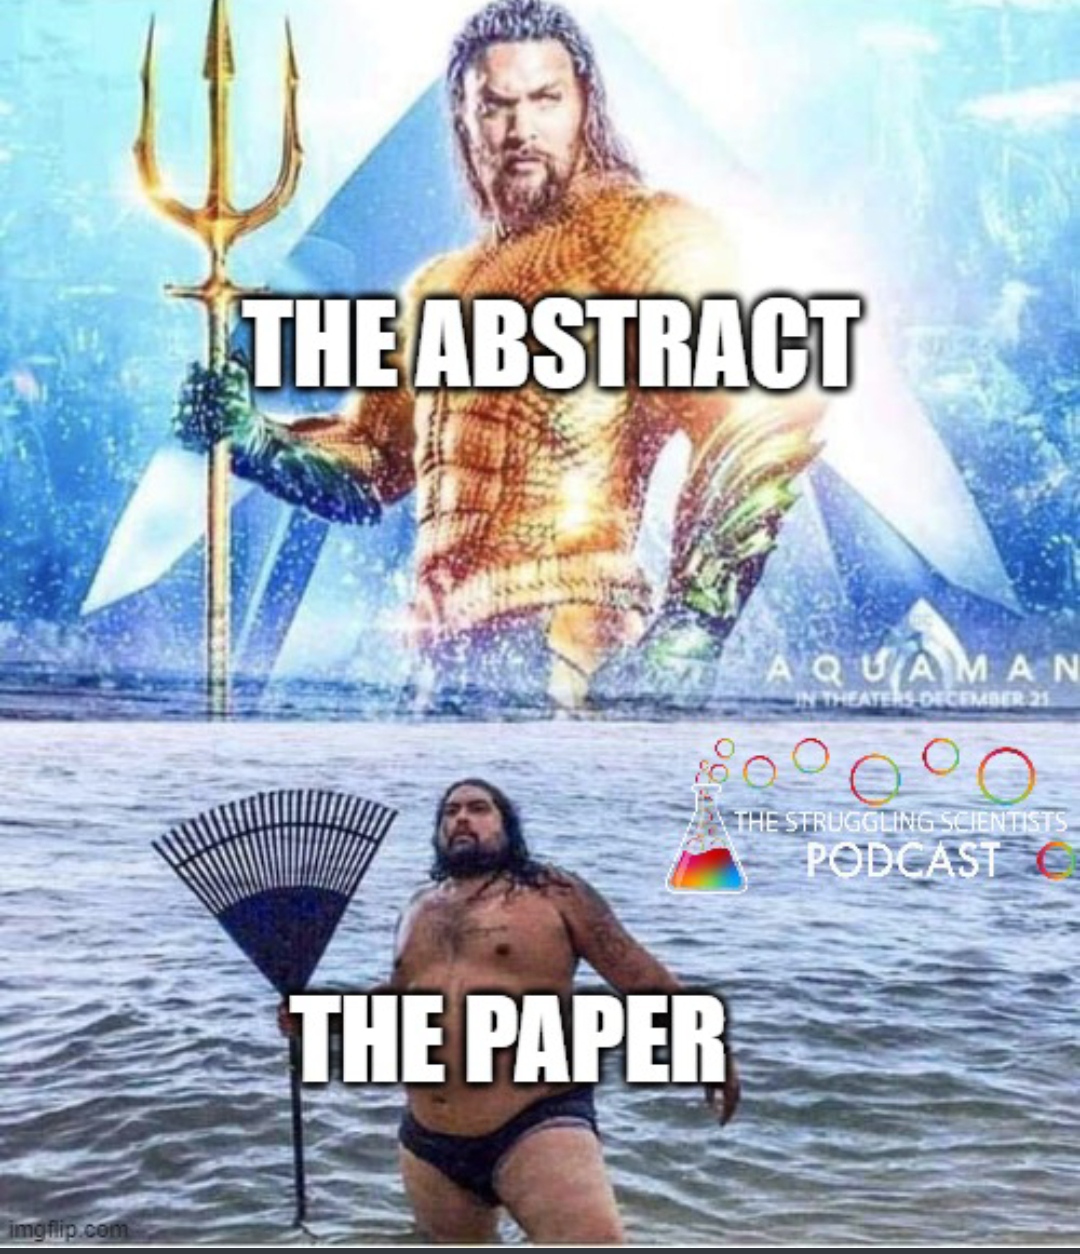 THE ABSTRACT
AQUAMAN
IN THEATERS DECEMBER 21
THE STRUGGLING SCIENTISTS
PODCAST
THE PAPER
imgflip.com